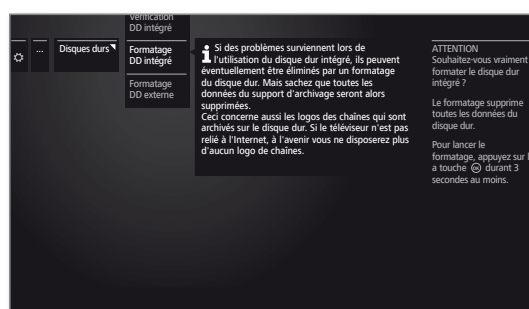 Vérification
DD intégré
...
Disques durs
Formatage
DD intégré
Formatage
DD externe
Si des problèmes surviennent lors de
l'utilisation du disque dur intégré, ils peuvent
éventuellement être éliminés par un formatage
du disque dur. Mais sachez que toutes les
données du support d'archivage seront alors
supprimées.
Ceci concerne aussi les logos des chaînes qui sont
archivés sur le disque dur. Si le téléviseur n'est pas
relié à l'Internet, à l'avenir vous ne disposerez plus
d'aucun logo de chaînes.
ATTENTION
Souhaitez-vous vraiment
formater le disque dur
intégré ?
Le formatage supprime
toutes les données du
disque dur.
Pour lancer le
formatage, appuyez sur l
a touche OK durant 3
secondes au moins.